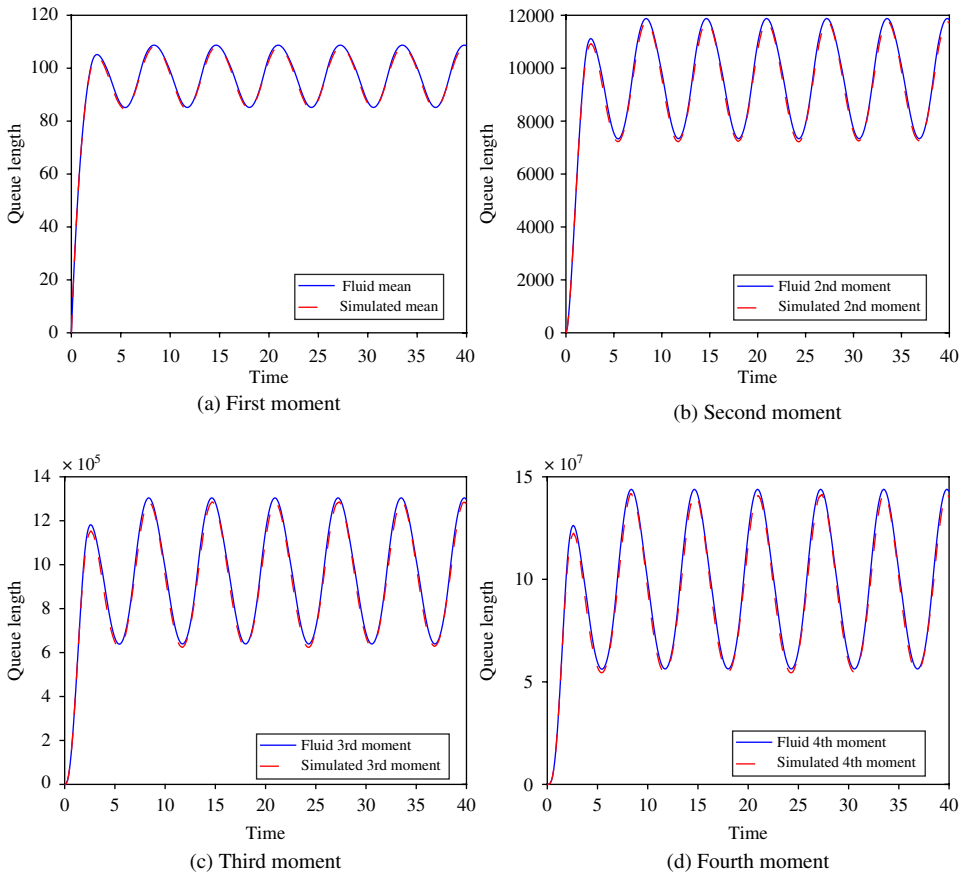 120
100
80
60
40
20
0
Queue length
0 5 10 15 20 25 30 35 40
Time
Fluid mean
Simulated mean
(a) First moment
12000
10000
8000
6000
4000
2000
0
Queue length
0 5 10 15 20 25 30 35 40
Time
Fluid 2nd moment
Simulated 2nd moment
(b) Second moment
× 10^5
14
12
10
8
6
4
2
0
Queue length
0 5 10 15 20 25 30 35 40
Time
Fluid 3rd moment
Simulated 3rd moment
(c) Third moment
× 10^7
15
10
5
0
Queue length
0 5 10 15 20 25 30 35 40
Time
Fluid 4th moment
Simulated 4th moment
(d) Fourth moment